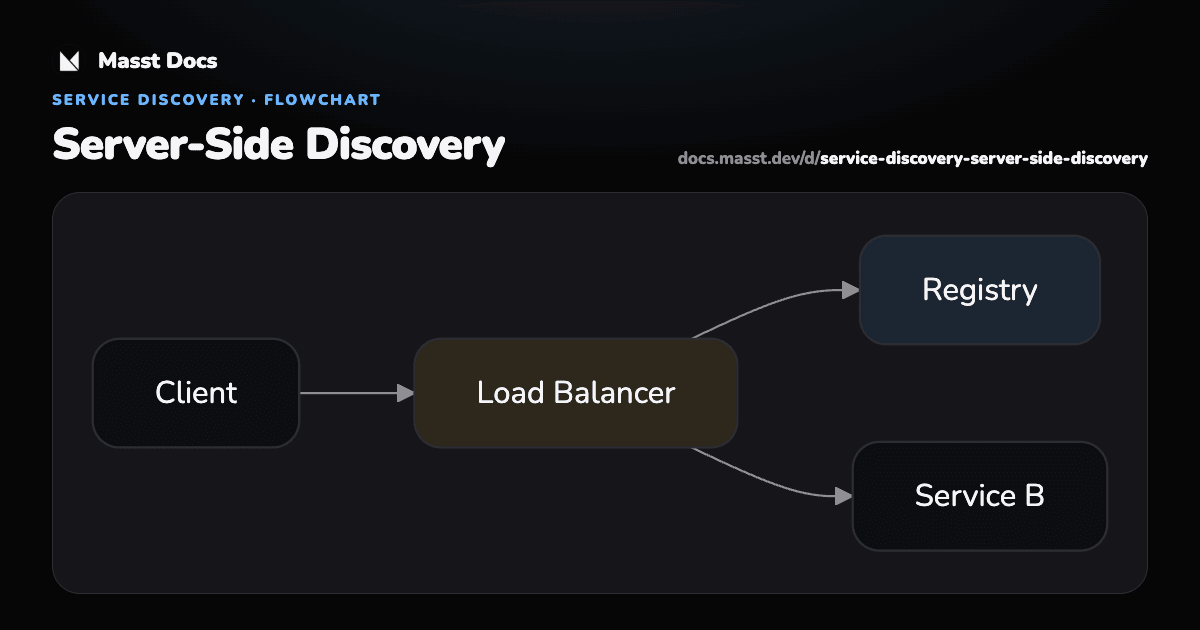 Masst Docs
SERVICE DISCOVERY · FLOWCHART
Server-Side Discovery
docs.masst.dev/d/service-discovery-server-side-discovery
Registry
Client
Load Balancer
Service B